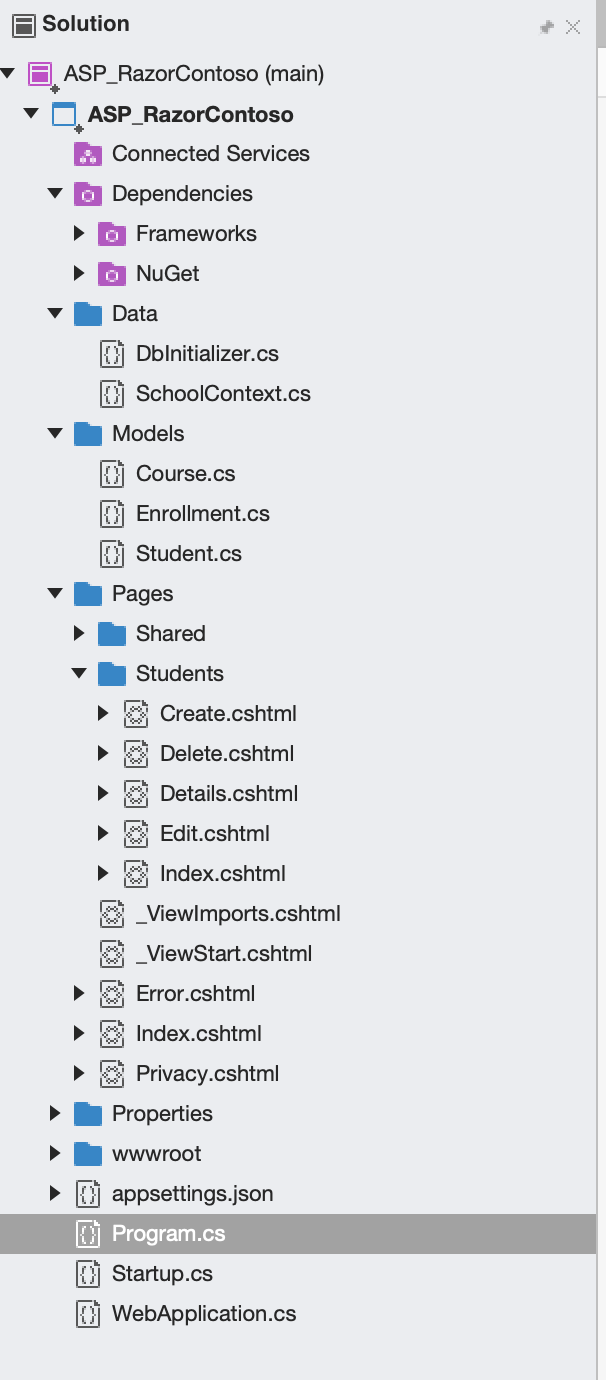 Solution
ASP_RazorContoso (main)
ASP_RazorContoso
Connected Services
Dependencies
Frameworks
NuGet
Data
DbInitializer.cs
SchoolContext.cs
Models
Course.cs
Enrollment.cs
Student.cs
Pages
Shared
Students
Create.cshtml
Delete.cshtml
Details.cshtml
Edit.cshtml
Index.cshtml
_ViewImports.cshtml
_ViewStart.cshtml
Error.cshtml
Index.cshtml
Privacy.cshtml
Properties
wwwroot
appsettings.json
Program.cs
Startup.cs
WebApplication.cs